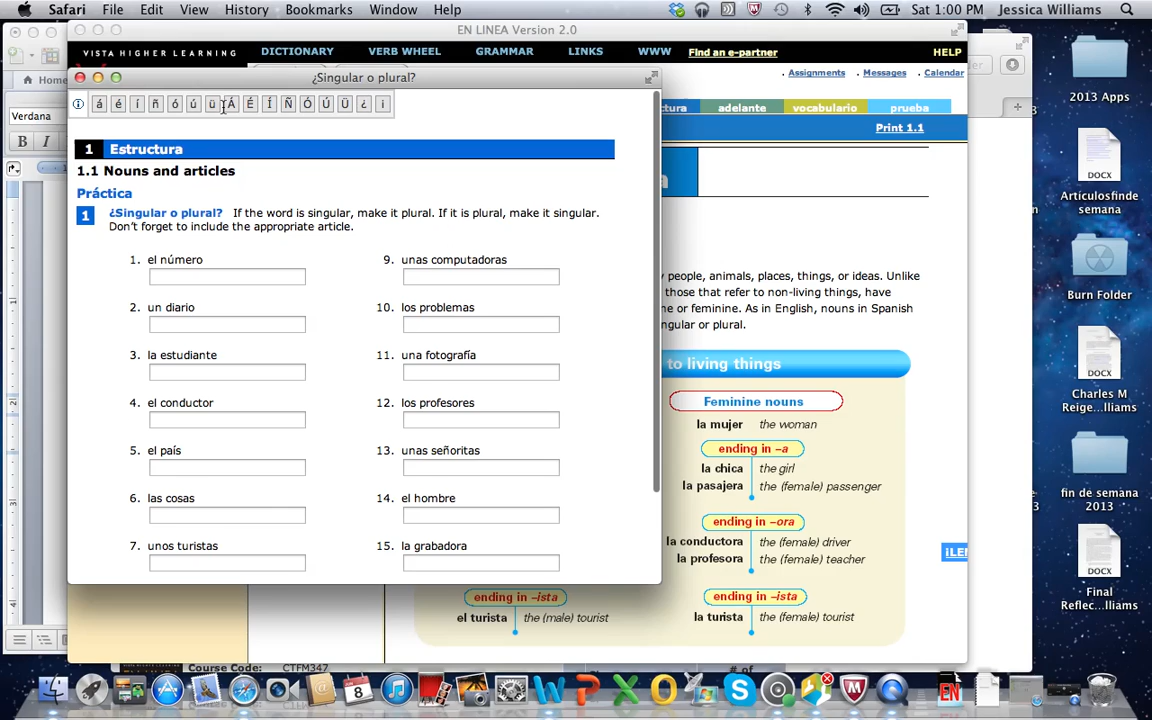 Safari File Edit View History Bookmarks Window Help
Sat 1:00 PM Jessica Williams
EN LINEA Version 2.0
VISTA HIGHER LEARNING DICTIONARY VERB WHEEL GRAMMAR LINKS WWW Find an e-partner HELP
. Assignments . Messages . Calendar
Home
¿Singular o plural?
á é í ñ ó ú ü Á É Í Ñ Ó Ú Ü ¿ ¡
adelante vocabulario prueba
Verdana
Print 1.1
B I
1 Estructura
1.1 Nouns and articles
Práctica
1 ¿Singular o plural? If the word is singular, make it plural. If it is plural, make it singular.
Don't forget to include the appropriate article.
1. el número
2. un diario
3. la estudiante
4. el conductor
5. el país
6. las cosas
7. unos turistas
9. unas computadoras
10. los problemas
11. una fotografía
12. los profesores
13. unas señoritas
14. el hombre
15. la grabadora
people, animals, places, things, or ideas. Unlike
those that refer to non-living things, have
or feminine. As in English, nouns in Spanish
or plural.
to living things
Feminine nouns
la mujer the woman
ending in –a
la chica the girl
la pasajera the (female) passenger
ending in –ora
la conductora the (female) driver
la profesora the (female) teacher
ending in –ista
el turista the (male) tourist
ending in –ista
la turista the (female) tourist
2013 Apps
DOCX
Artículosfinde
semana
Burn Folder
DOCX
Charles M
Reige...lliams
fin de semana
2013
DOCX
Final
Reflec...lliams
Course Code: CTFM347
# of
8
EN